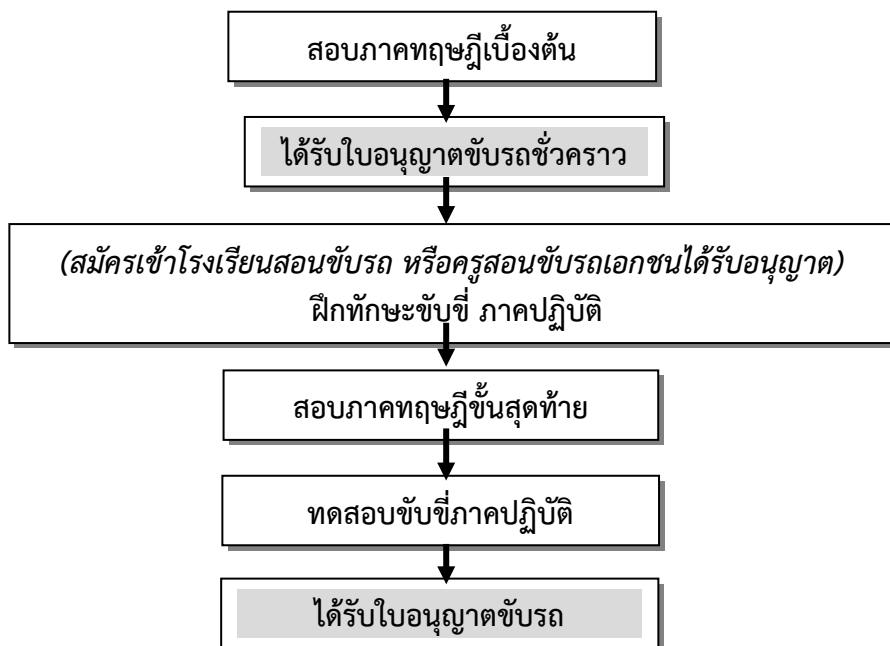 สอบภาคทฤษฎีเบื้องต้น
ได้รับใบอนุญาตขับรถชั่วคราว
(สมัครเข้าโรงเรียนสอนขับรถ หรือครูสอนขับรถเอกชนได้รับอนุญาต)
ฝึกทักษะขับขี่ ภาคปฏิบัติ
สอบภาคทฤษฎีขั้นสุดท้าย
ทดสอบขับขี่ภาคปฏิบัติ
ได้รับใบอนุญาตขับรถ